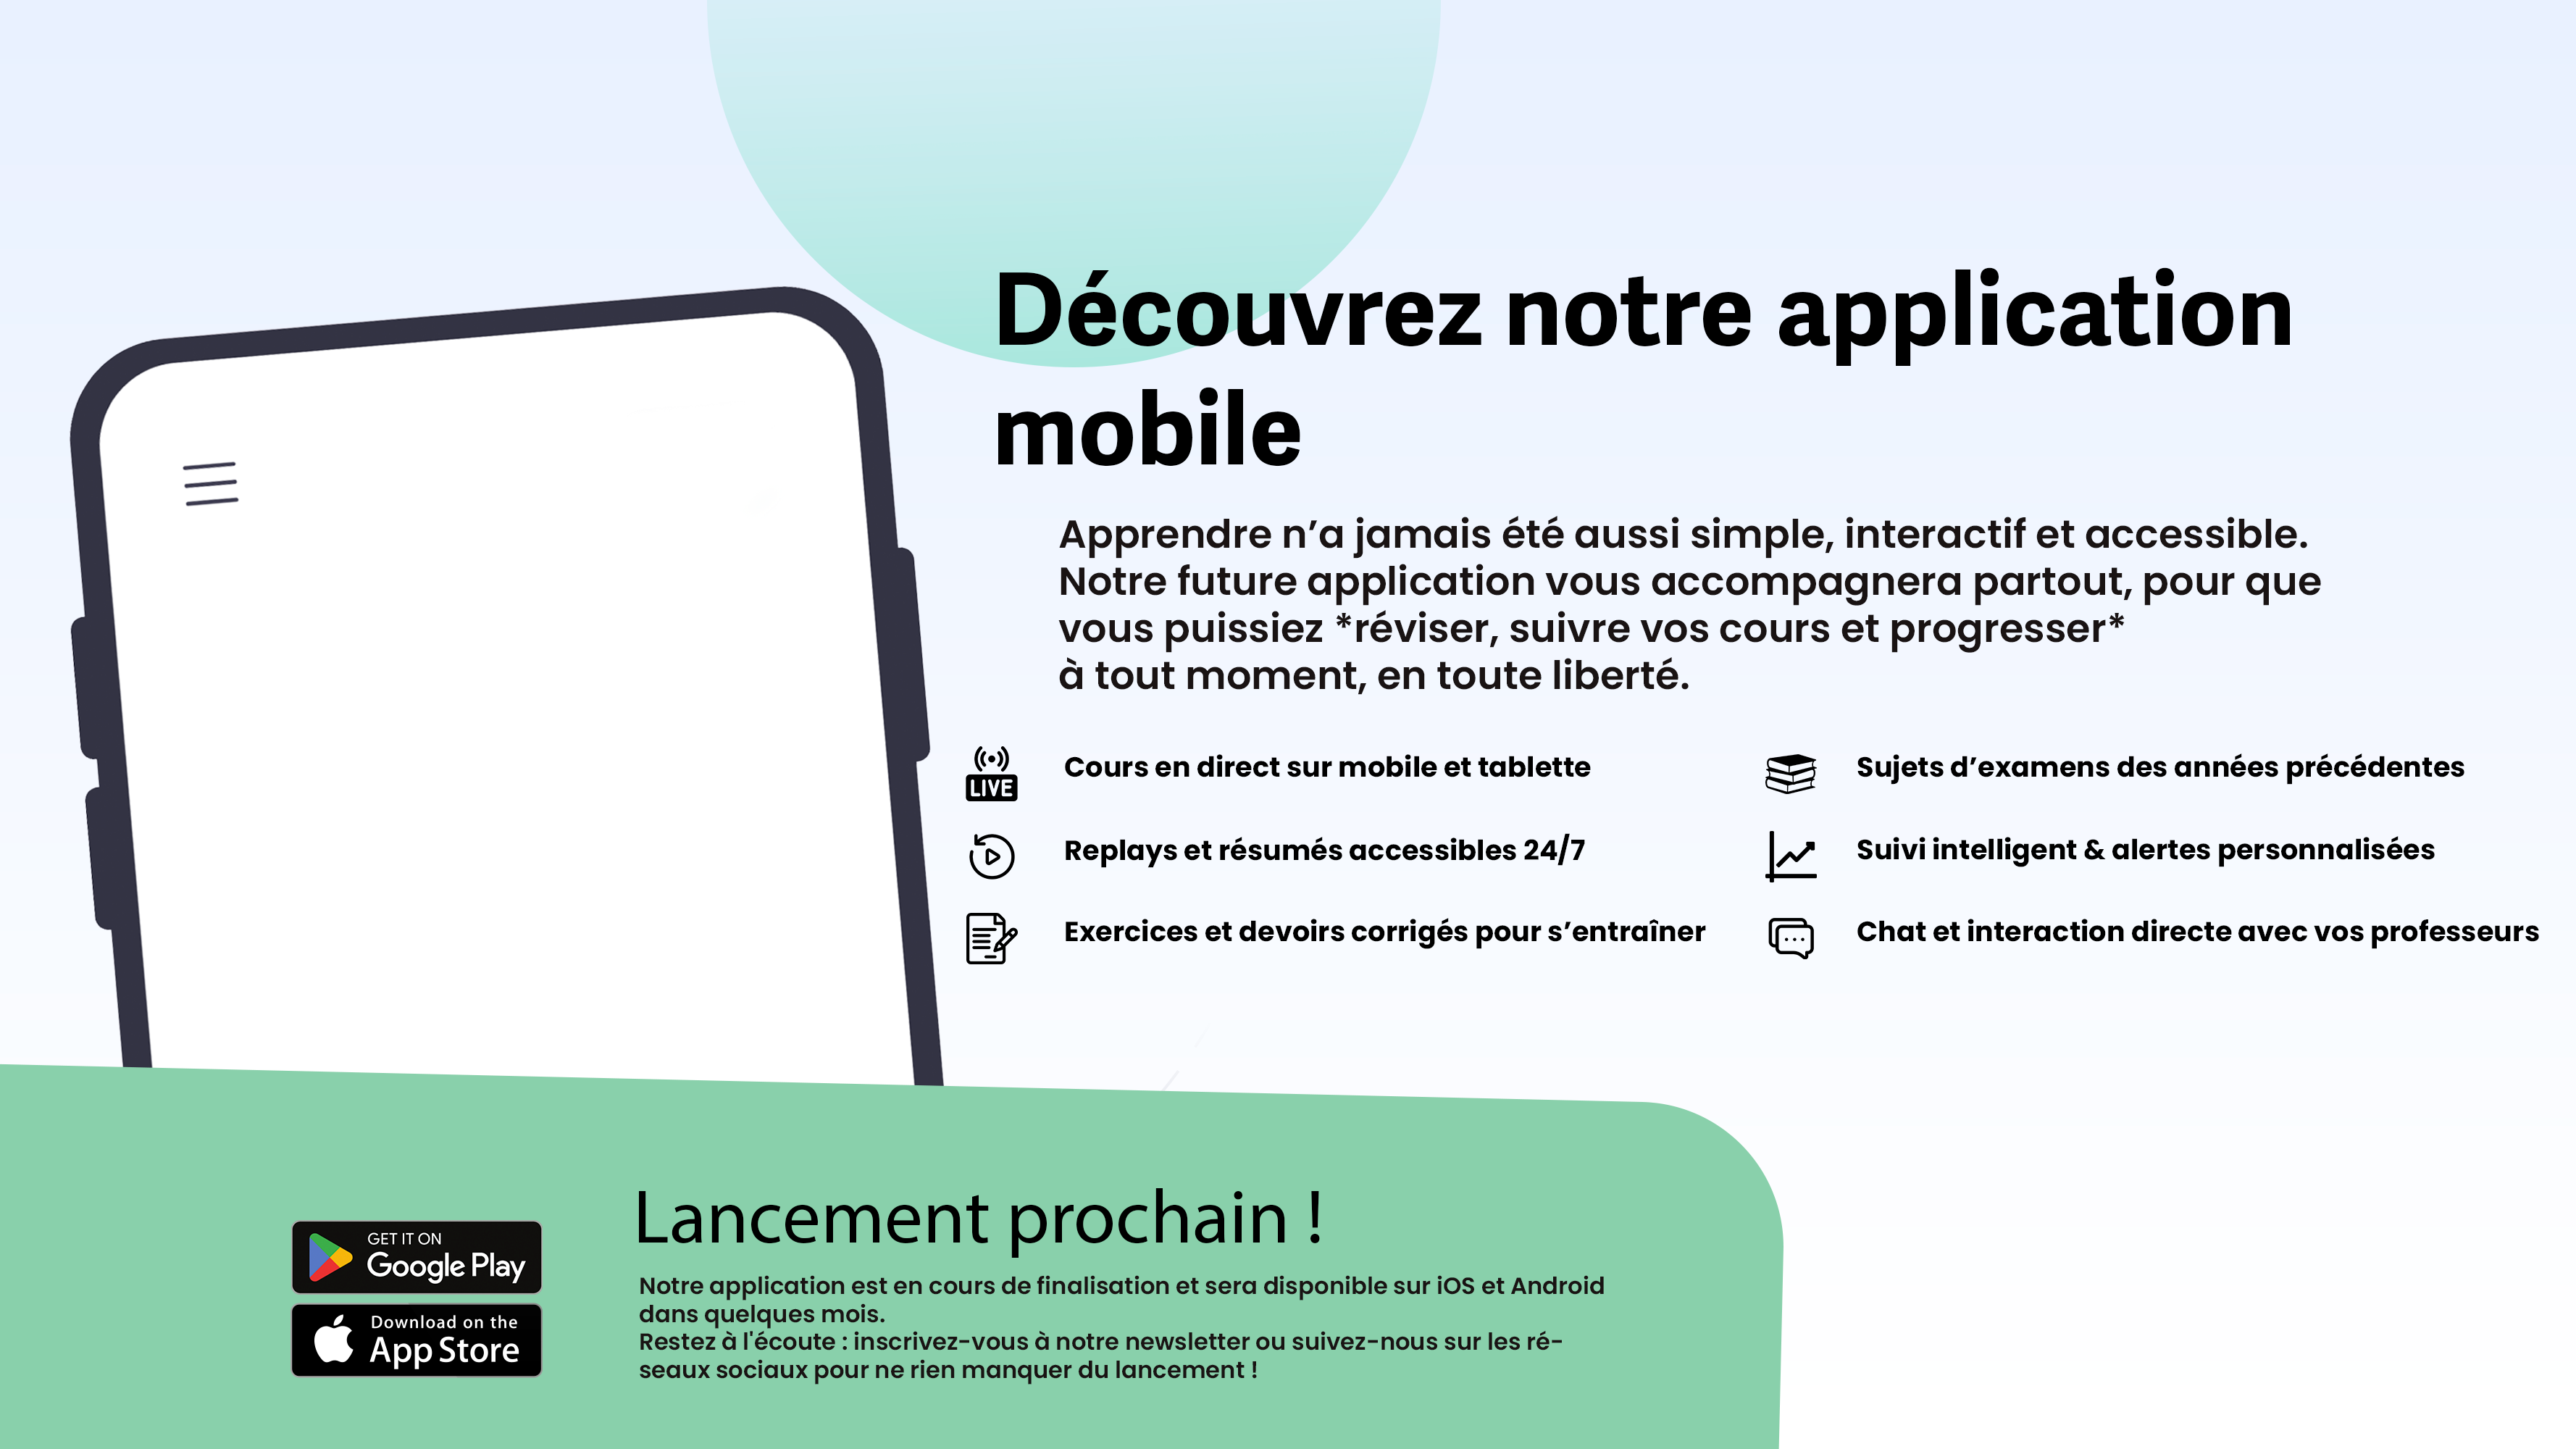 Découvrez notre application
mobile
Apprendre n’a jamais été aussi simple, interactif et accessible.
Notre future application vous accompagnera partout, pour que
vous puissiez *réviser, suivre vos cours et progresser*
à tout moment, en toute liberté.
LIVE
Cours en direct sur mobile et tablette
Replays et résumés accessibles 24/7
Exercices et devoirs corrigés pour s’entraîner
Sujets d’examens des années précédentes
Suivi intelligent & alertes personnalisées
Chat et interaction directe avec vos professeurs
GET IT ON
Google Play
Download on the
App Store
Lancement prochain !
Notre application est en cours de finalisation et sera disponible sur iOS et Android
dans quelques mois.
Restez à l'écoute : inscrivez-vous à notre newsletter ou suivez-nous sur les ré-
seaux sociaux pour ne rien manquer du lancement !